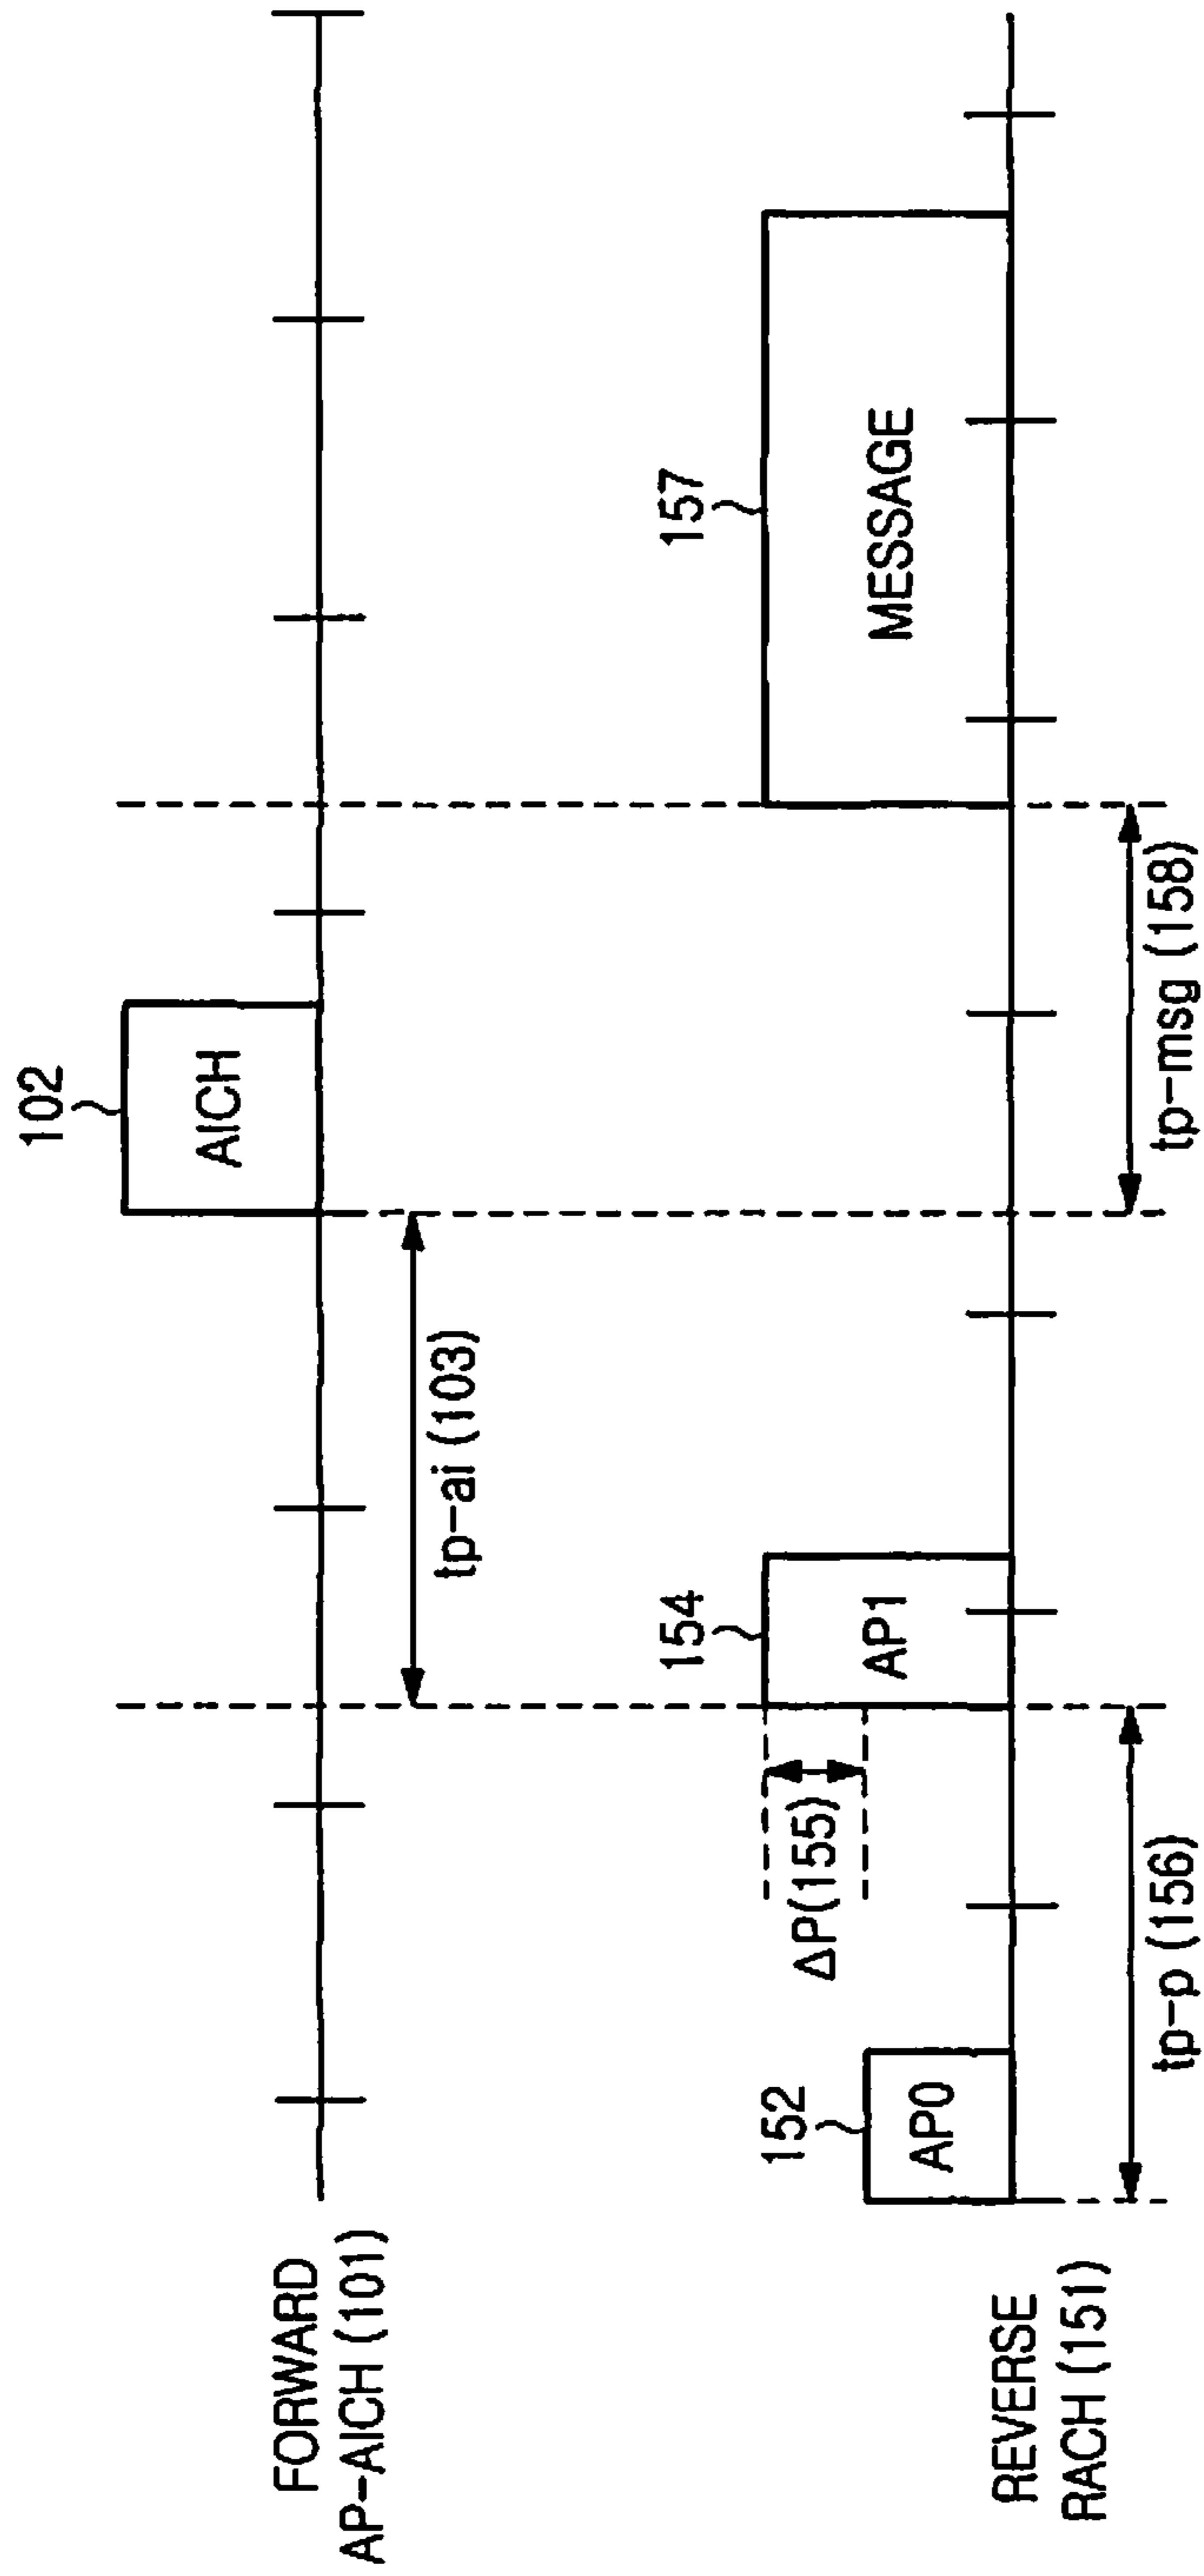 FORWARD
AP-AICH (101)
102
AICH
tp-ai (103)
REVERSE
RACH (151)
152
AP0
ΔP(155)
154
AP1
157
MESSAGE
tp-p (156)
tp-msg (158)